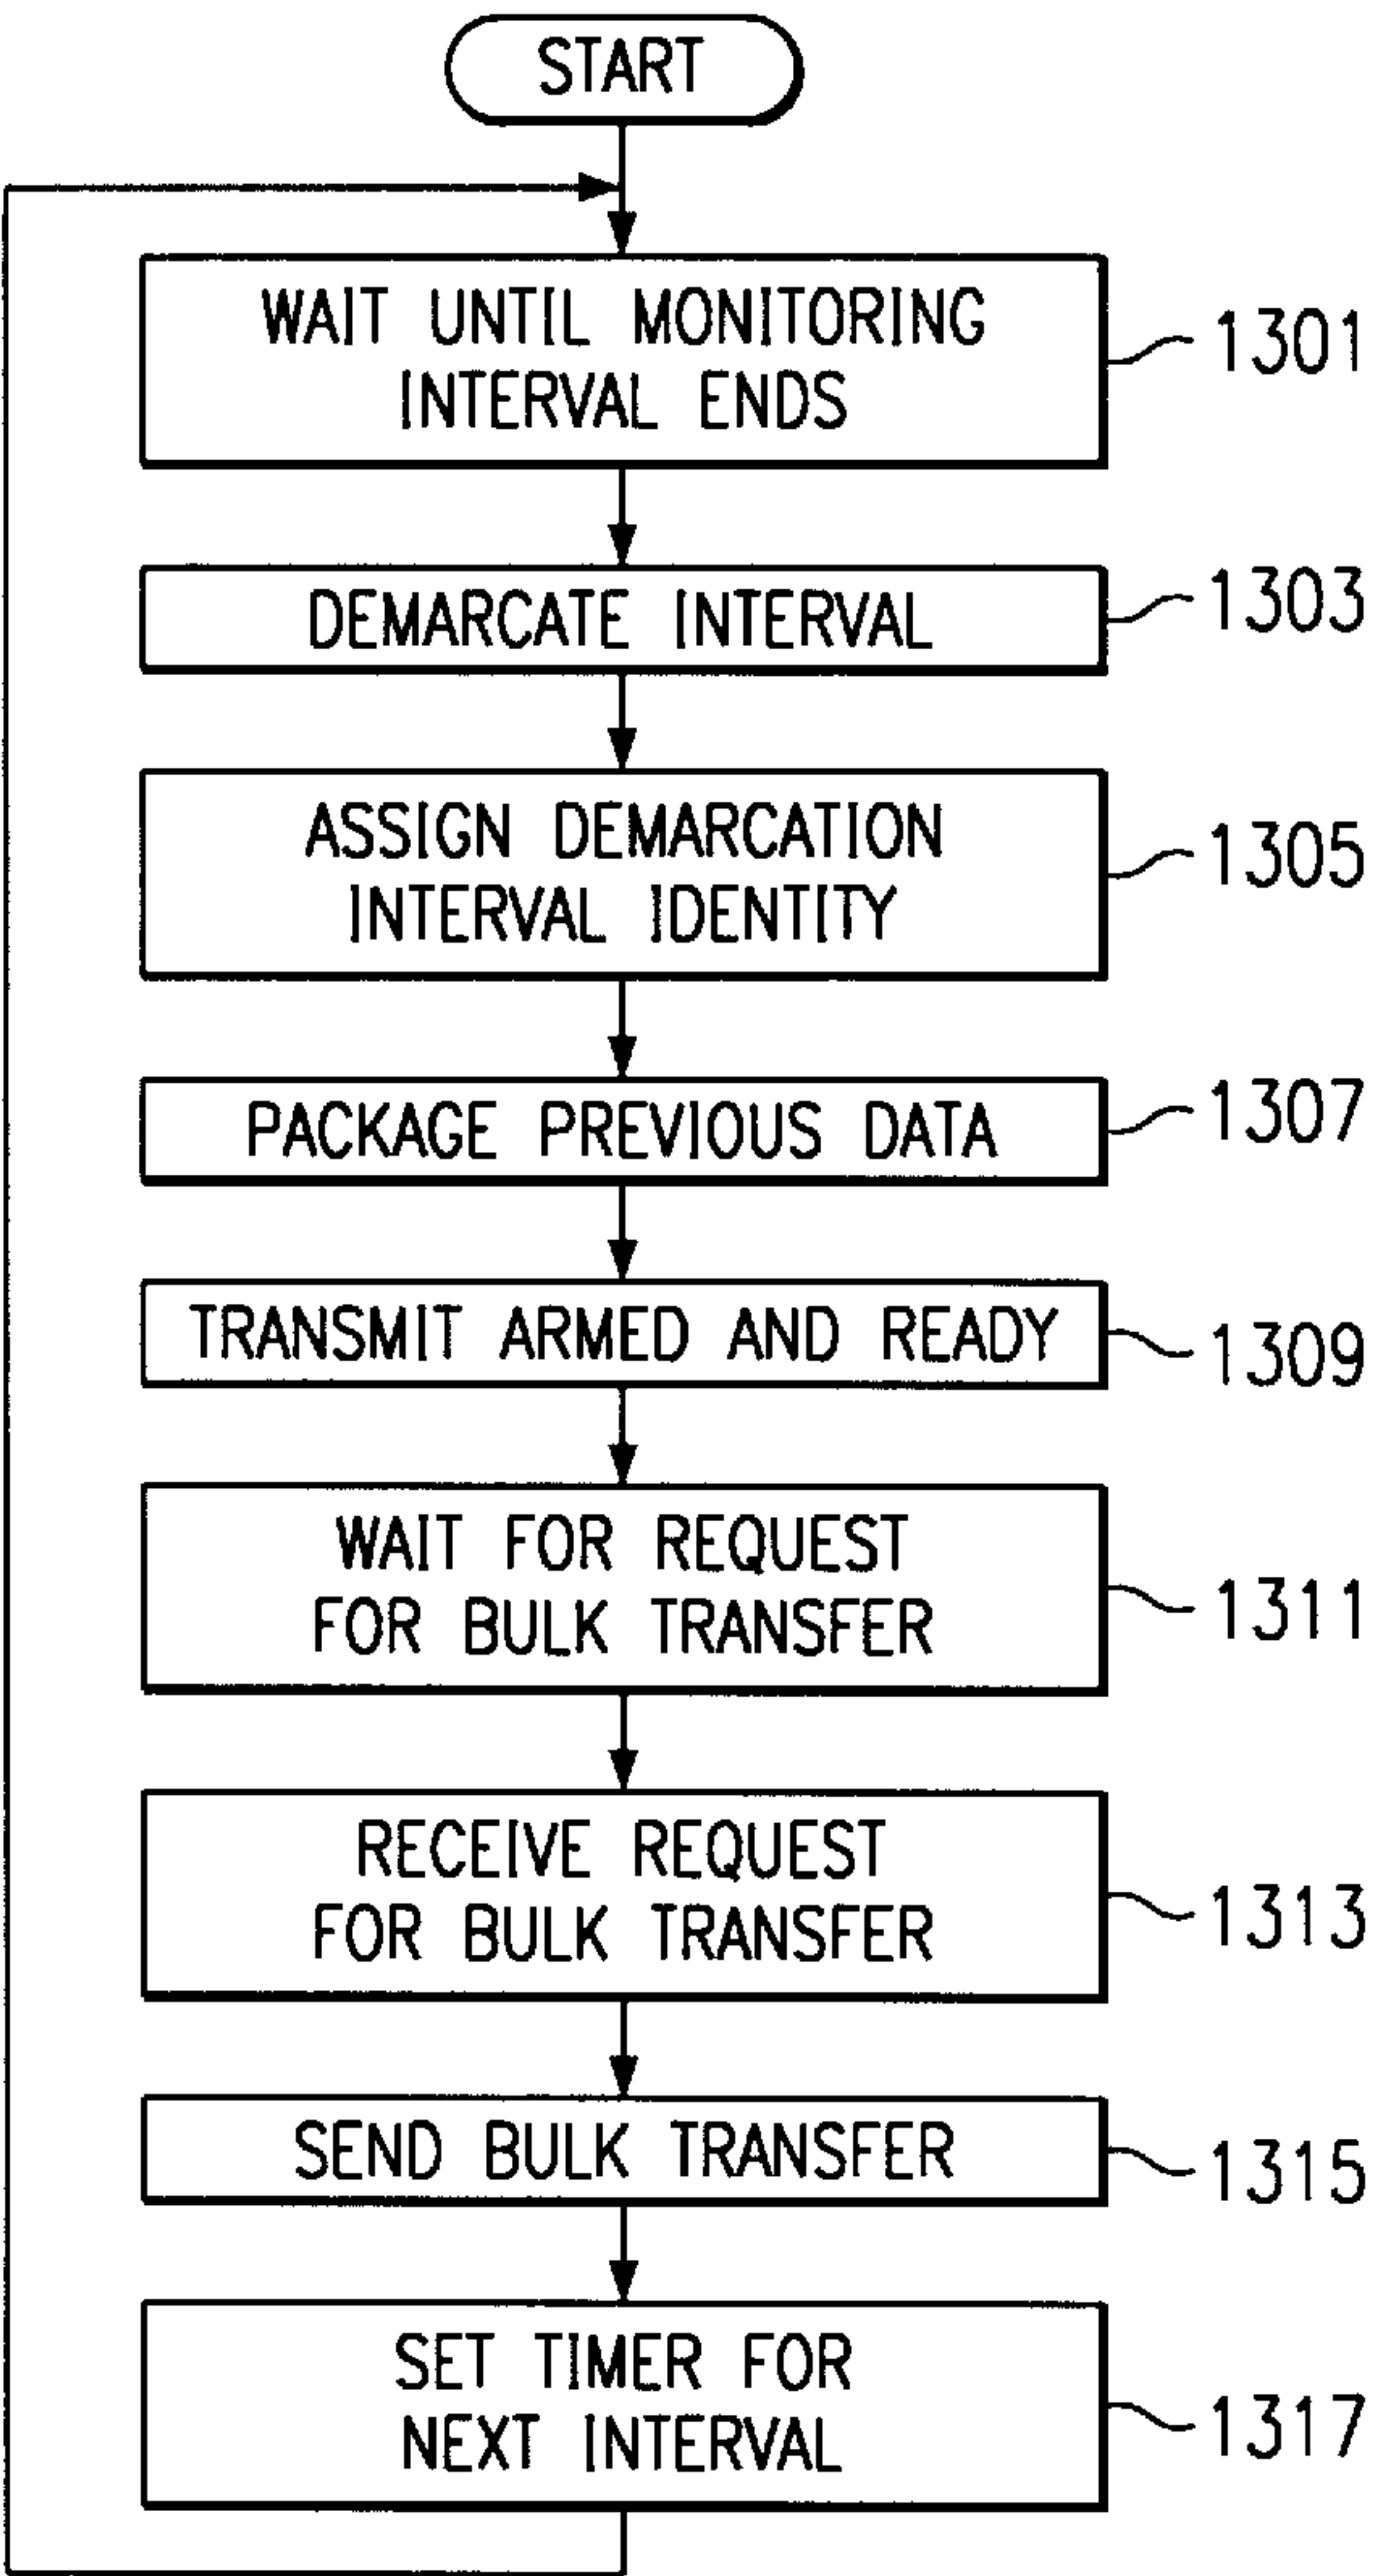 START
WAIT UNTIL MONITORING
INTERVAL ENDS
1301
DEMARCATE INTERVAL
1303
ASSIGN DEMARCATION
INTERVAL IDENTITY
1305
PACKAGE PREVIOUS DATA
1307
TRANSMIT ARMED AND READY
1309
WAIT FOR REQUEST
FOR BULK TRANSFER
1311
RECEIVE REQUEST
FOR BULK TRANSFER
1313
SEND BULK TRANSFER
1315
SET TIMER FOR
NEXT INTERVAL
1317